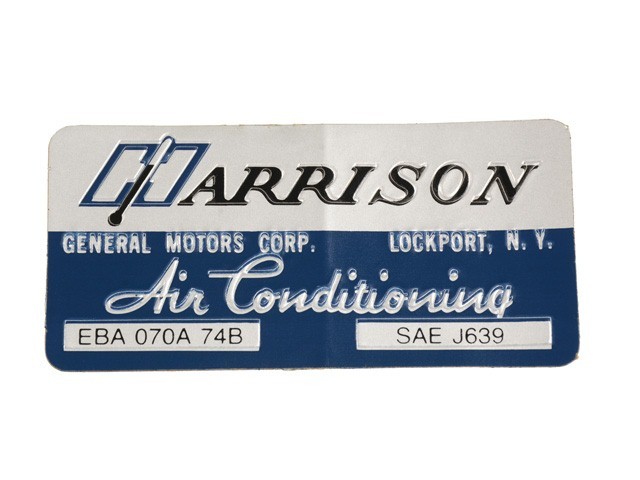 HARRISON
GENERAL MOTORS CORP. LOCKPORT, N. Y.
Air Conditioning
EBA 070A 74B SAE J639